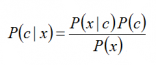 P(c | x) = P(x | c)P(c) / P(x)